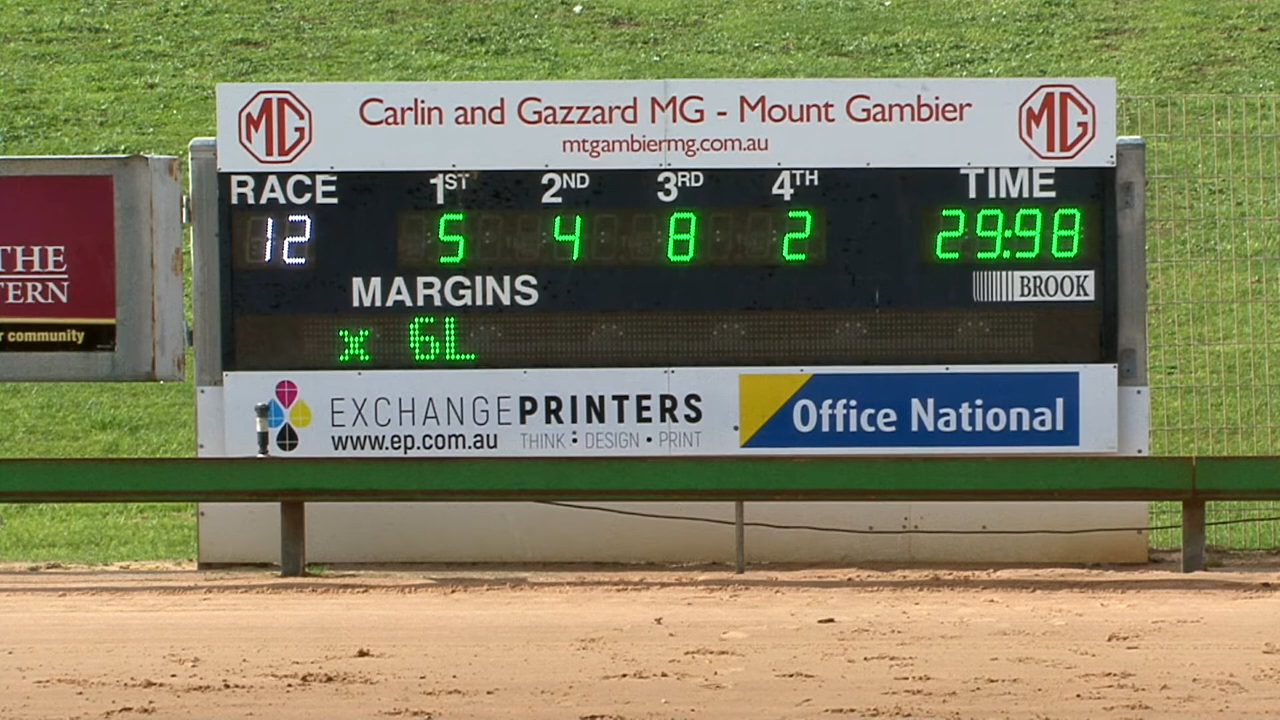 MG Carlin and Gazzard MG - Mount Gambier MG
mtgambiermg.com.au
RACE 1ST 2ND 3RD 4TH TIME
12 5 4 8 2 29:98
MARGINS BROOK
x 6L
THE
TERN
r community
EXCHANGEPRINTERS
www.ep.com.au THINK : DESIGN • PRINT
Office National